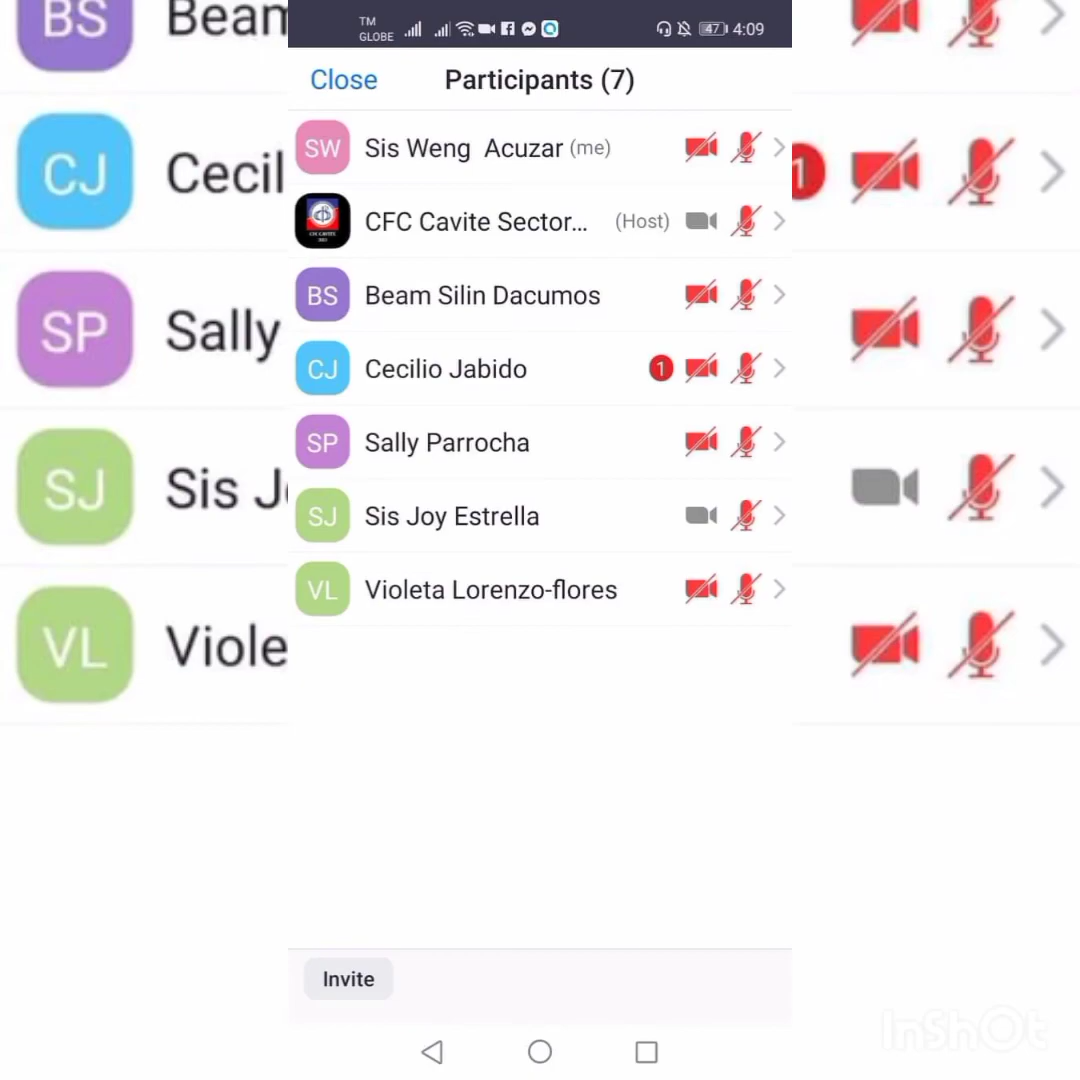 TM
GLOBE
47 4:09
Close Participants (7)
SW Sis Weng Acuzar (me)
CFC Cavite Sector... (Host)
BS Beam Silin Dacumos
CJ Cecilio Jabido 1
SP Sally Parrocha
SJ Sis Joy Estrella
VL Violeta Lorenzo-flores
Invite
BS Bean
CJ Cecil 1
SP Sally
SJ Sis J
VL Viole
InShOt